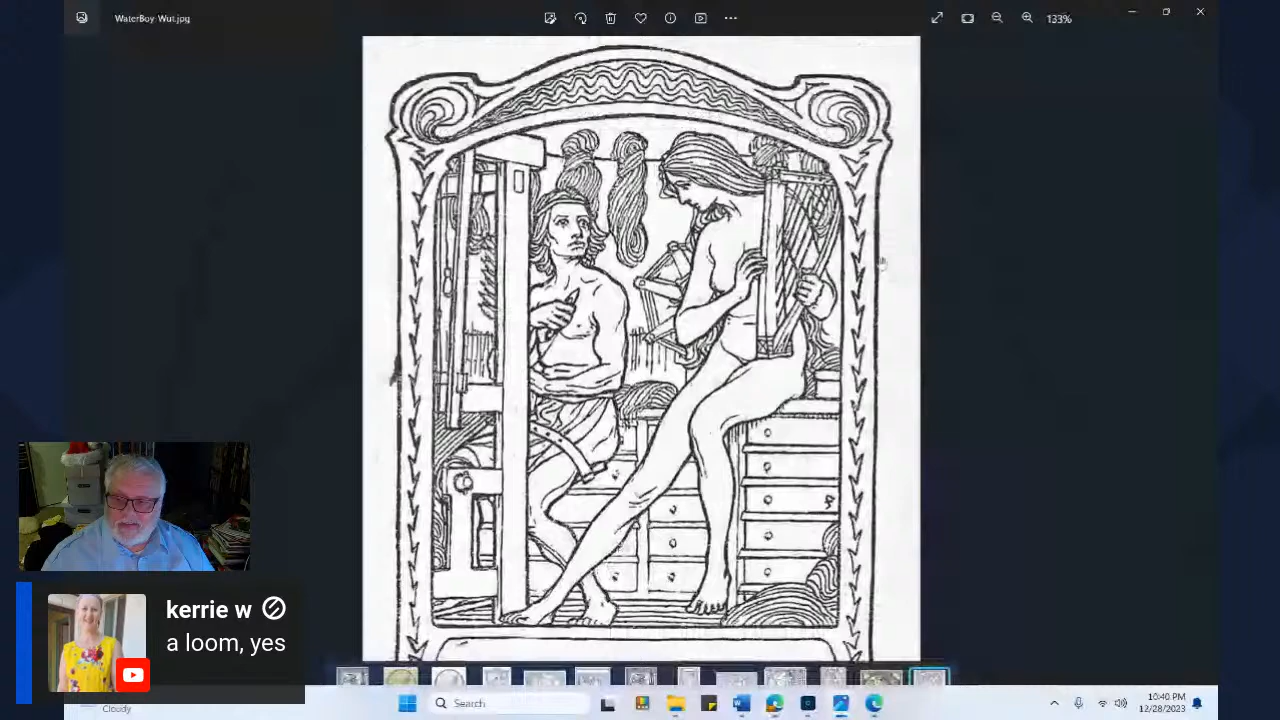 WaterBoy Wut.jpg
133%
kerrie w
a loom, yes
Cloudy
Search
10:40 PM
12/28/2023